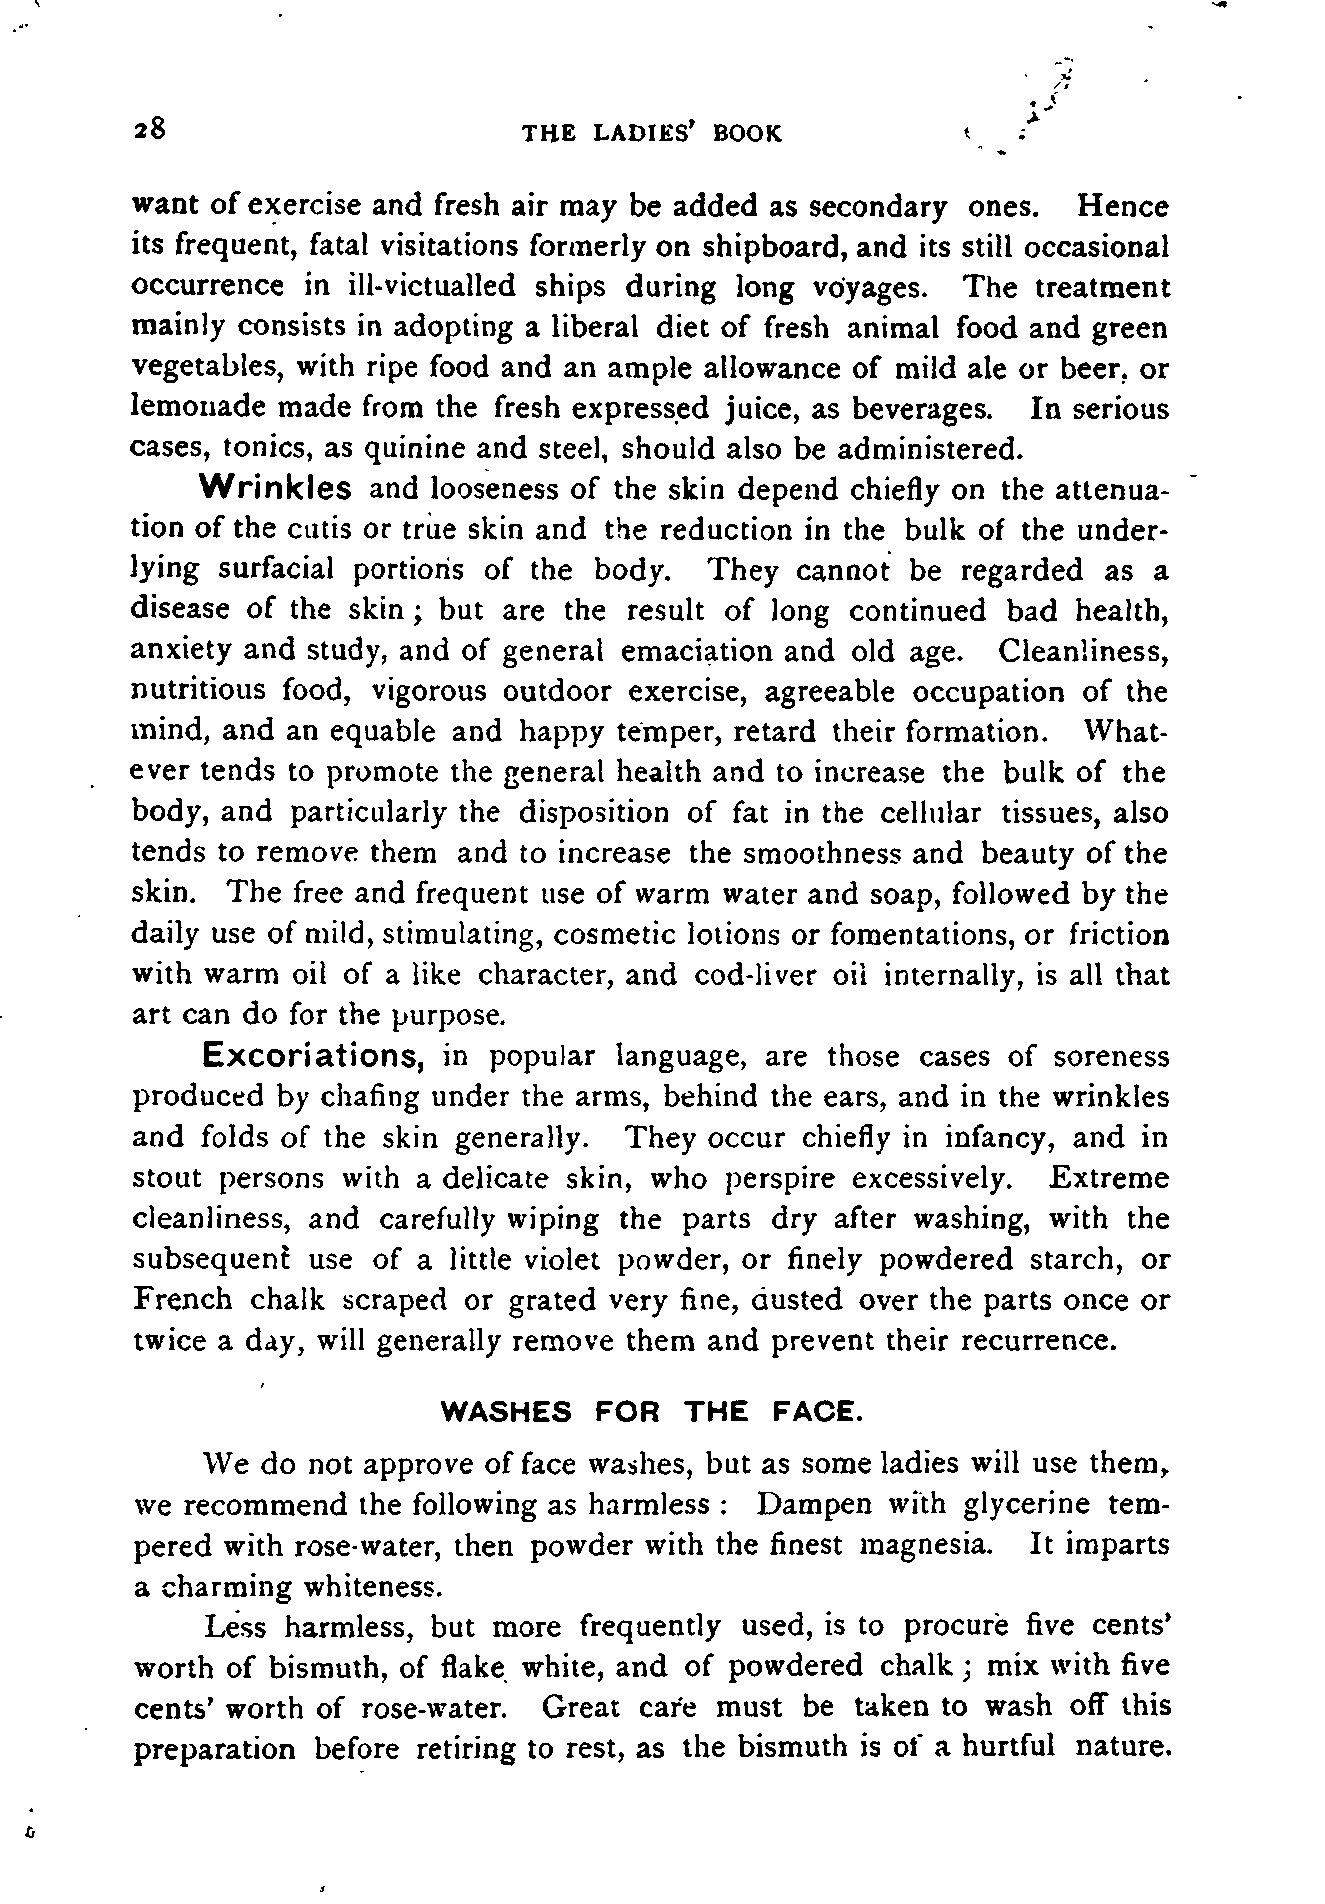 28 THE LADIES' BOOK
want of exercise and fresh air may be added as secondary ones. Hence
its frequent, fatal visitations formerly on shipboard, and its still occasional
occurrence in ill-victualled ships during long voyages. The treatment
mainly consists in adopting a liberal diet of fresh animal food and green
vegetables, with ripe food and an ample allowance of mild ale or beer, or
lemonade made from the fresh expressed juice, as beverages. In serious
cases, tonics, as quinine and steel, should also be administered.
Wrinkles and looseness of the skin depend chiefly on the attenua-
tion of the cutis or true skin and the reduction in the bulk of the under-
lying surfacial portions of the body. They cannot be regarded as a
disease of the skin ; but are the result of long continued bad health,
anxiety and study, and of general emaciation and old age. Cleanliness,
nutritious food, vigorous outdoor exercise, agreeable occupation of the
mind, and an equable and happy temper, retard their formation. What-
ever tends to promote the general health and to increase the bulk of the
body, and particularly the disposition of fat in the cellular tissues, also
tends to remove them and to increase the smoothness and beauty of the
skin. The free and frequent use of warm water and soap, followed by the
daily use of mild, stimulating, cosmetic lotions or fomentations, or friction
with warm oil of a like character, and cod-liver oil internally, is all that
art can do for the purpose.
Excoriations, in popular language, are those cases of soreness
produced by chafing under the arms, behind the ears, and in the wrinkles
and folds of the skin generally. They occur chiefly in infancy, and in
stout persons with a delicate skin, who perspire excessively. Extreme
cleanliness, and carefully wiping the parts dry after washing, with the
subsequent use of a little violet powder, or finely powdered starch, or
French chalk scraped or grated very fine, dusted over the parts once or
twice a day, will generally remove them and prevent their recurrence.
WASHES FOR THE FACE.
We do not approve of face washes, but as some ladies will use them,
we recommend the following as harmless : Dampen with glycerine tem-
pered with rose-water, then powder with the finest magnesia. It imparts
a charming whiteness.
Less harmless, but more frequently used, is to procure five cents'
worth of bismuth, of flake white, and of powdered chalk ; mix with five
cents' worth of rose-water. Great care must be taken to wash off this
preparation before retiring to rest, as the bismuth is of a hurtful nature.